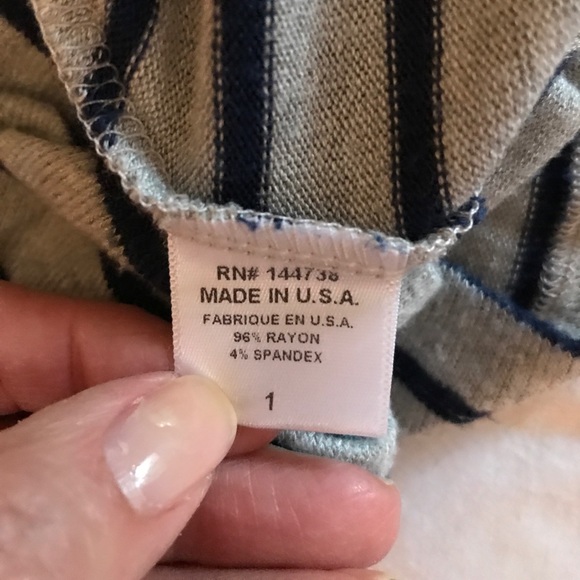 RN# 144738
MADE IN U.S.A.
FABRIQUE EN U.S.A.
96% RAYON
4% SPANDEX
1